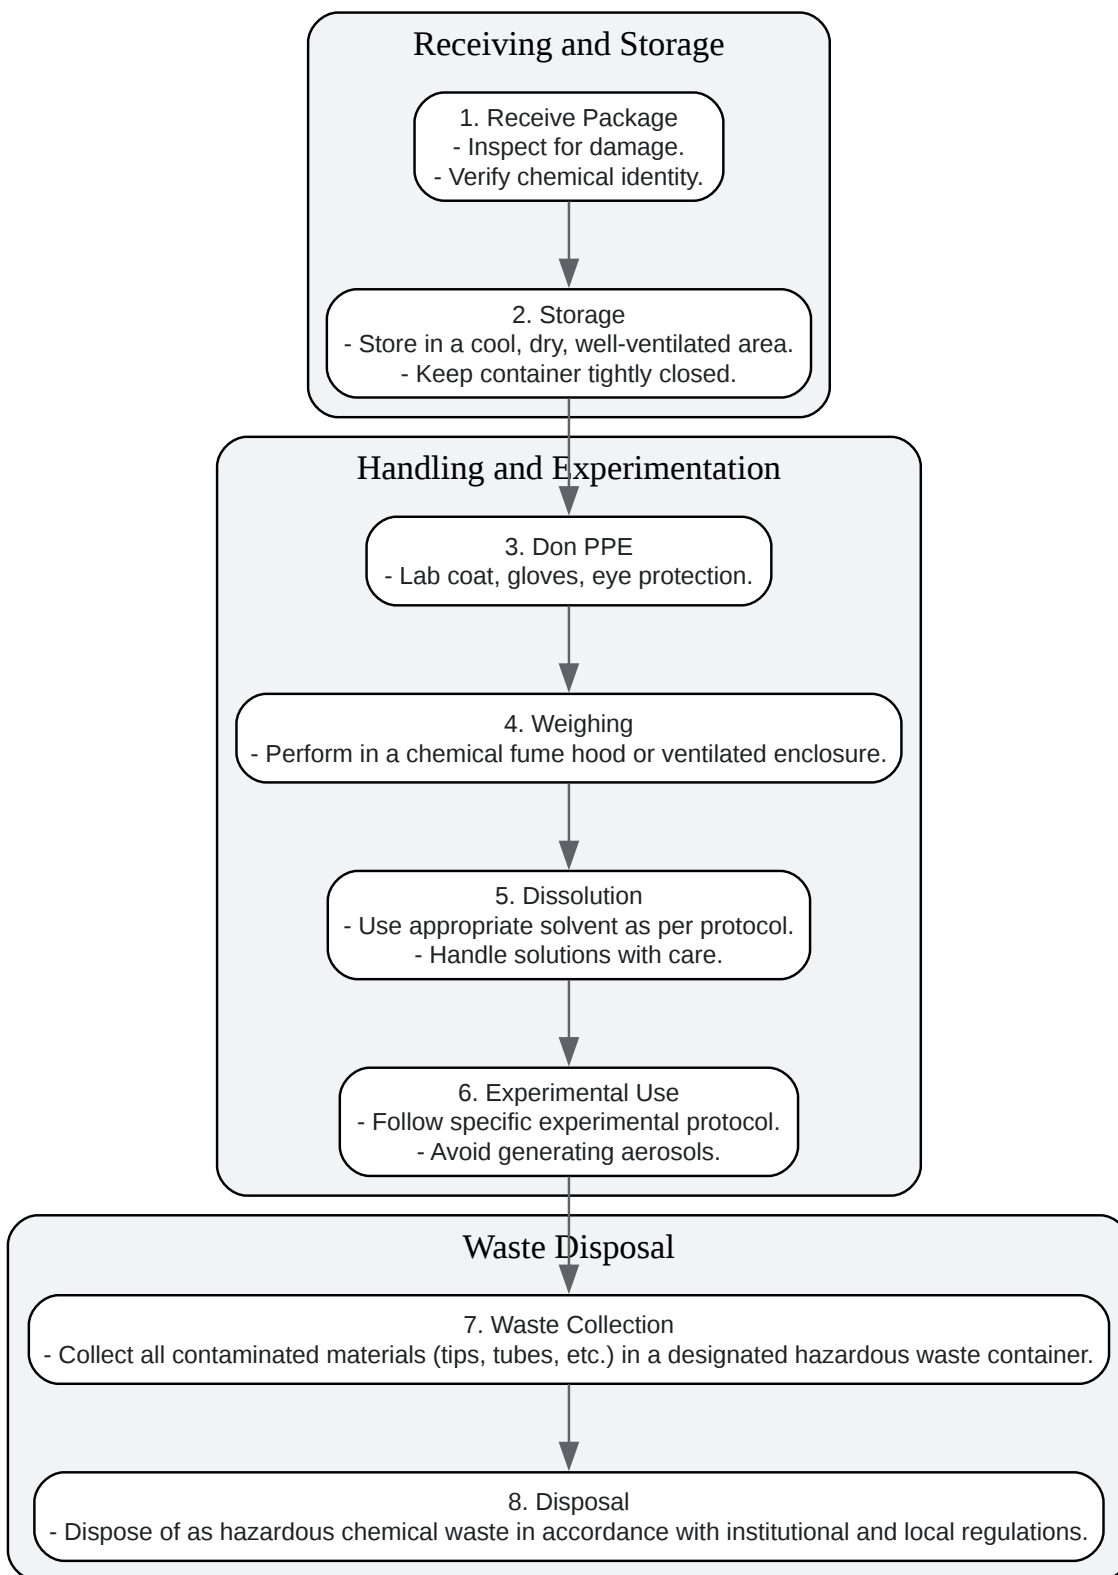 Receiving and Storage
1. Receive Package
- Inspect for damage.
- Verify chemical identity.
2. Storage
- Store in a cool, dry, well-ventilated area.
- Keep container tightly closed.
Handling and Experimentation
3. Don PPE
- Lab coat, gloves, eye protection.
4. Weighing
- Perform in a chemical fume hood or ventilated enclosure.
5. Dissolution
- Use appropriate solvent as per protocol.
- Handle solutions with care.
6. Experimental Use
- Follow specific experimental protocol.
- Avoid generating aerosols.
Waste Disposal
7. Waste Collection
- Collect all contaminated materials (tips, tubes, etc.) in a designated hazardous waste container.
8. Disposal
- Dispose of as hazardous chemical waste in accordance with institutional and local regulations.